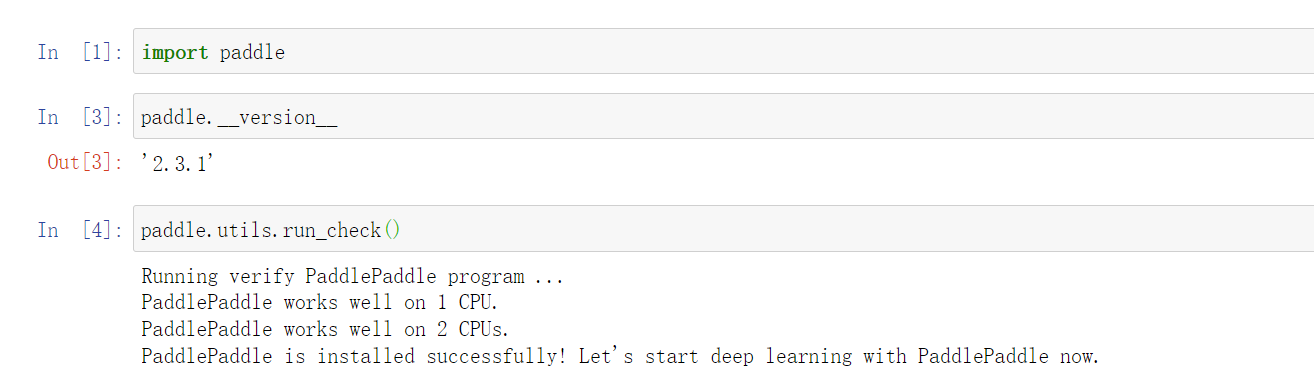 In [1]: import paddle
In [3]: paddle.__version__
Out[3]: '2.3.1'
In [4]: paddle.utils.run_check()
Running verify PaddlePaddle program ...
PaddlePaddle works well on 1 CPU.
PaddlePaddle works well on 2 CPUs.
PaddlePaddle is installed successfully! Let's start deep learning with PaddlePaddle now.